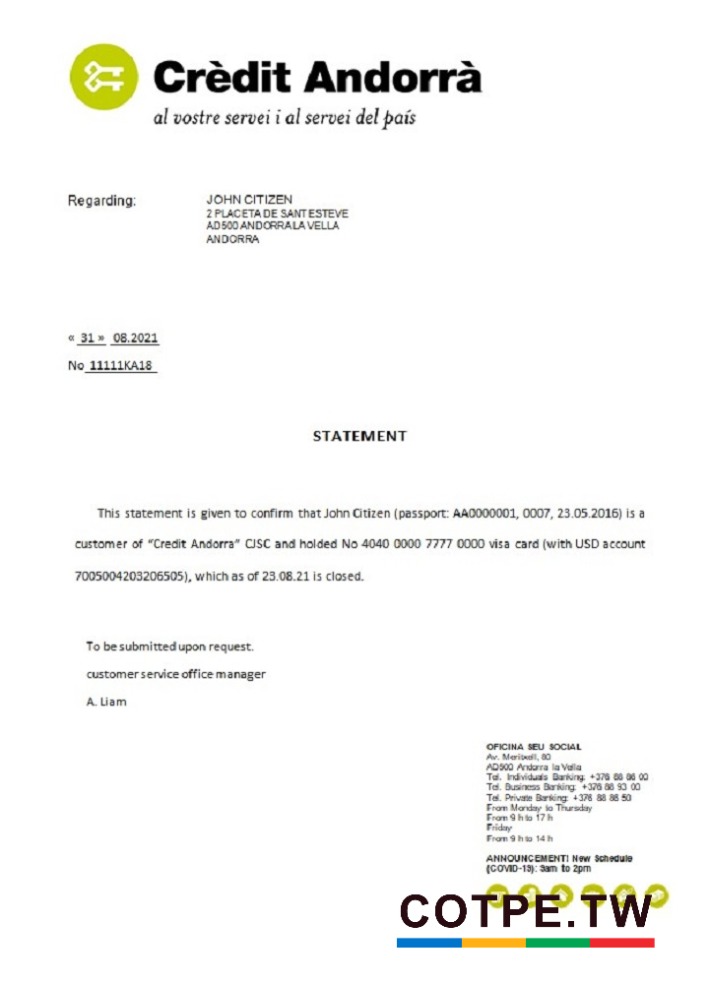 Crèdit Andorrà
al vostre servei i al servei del país
Regarding:
JOHN CITIZEN
2 PLACETA DE SANT ESTEVE
AD500 ANDORRA LA VELLA
ANDORRA
« 31 » 08.2021
No 11111KA18
STATEMENT
This statement is given to confirm that John Citizen (passport: AA0000001, 0007, 23.05.2016) is a
customer of “Credit Andorra” CJSC and holded No 4040 0000 7777 0000 visa card (with USD account
7005004203206505), which as of 23.08.21 is closed.
To be submitted upon request.
customer service office manager
A. Liam
OFICINA SEU SOCIAL
Av. Meritxell, 80
AD500 Andorra la Vella
Tel. Individuals Banking: +376 88 86 00
Tel. Business Banking: +376 88 93 00
Tel. Private Banking: +376 88 88 50
From Monday to Thursday
From 9 h to 17 h
Friday
From 9 h to 14 h
ANNOUNCEMENT! New Schedule
(COVID-19): 9am to 2pm
COTPE.TW